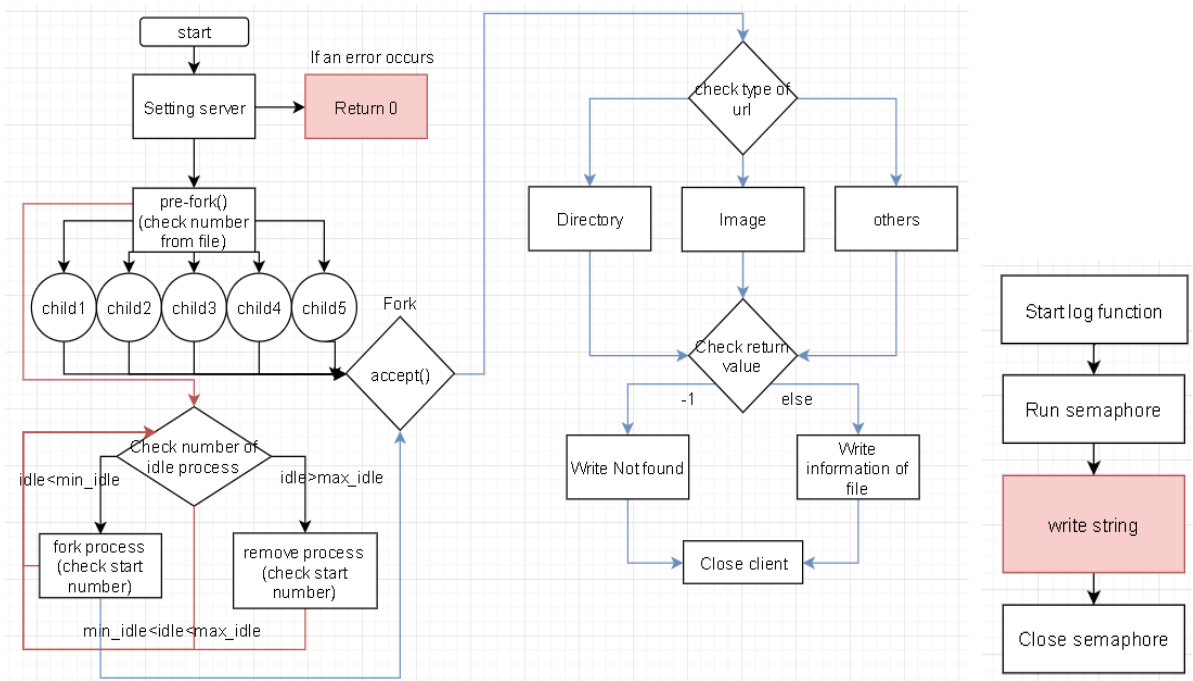 start
If an error occurs
Setting server
Return 0
pre-fork()
(check number
from file)
child1
child2
child3
child4
child5
Fork
accept()
Check number of
idle process
idle<min_idle
idle>max_idle
fork process
(check start
number)
remove process
(check start
number)
min_idle<idle<max_idle
check type of
url
Directory
Image
others
Check return
value
-1
else
Write Not found
Write
information of
file
Close client
Start log function
Run semaphore
write string
Close semaphore